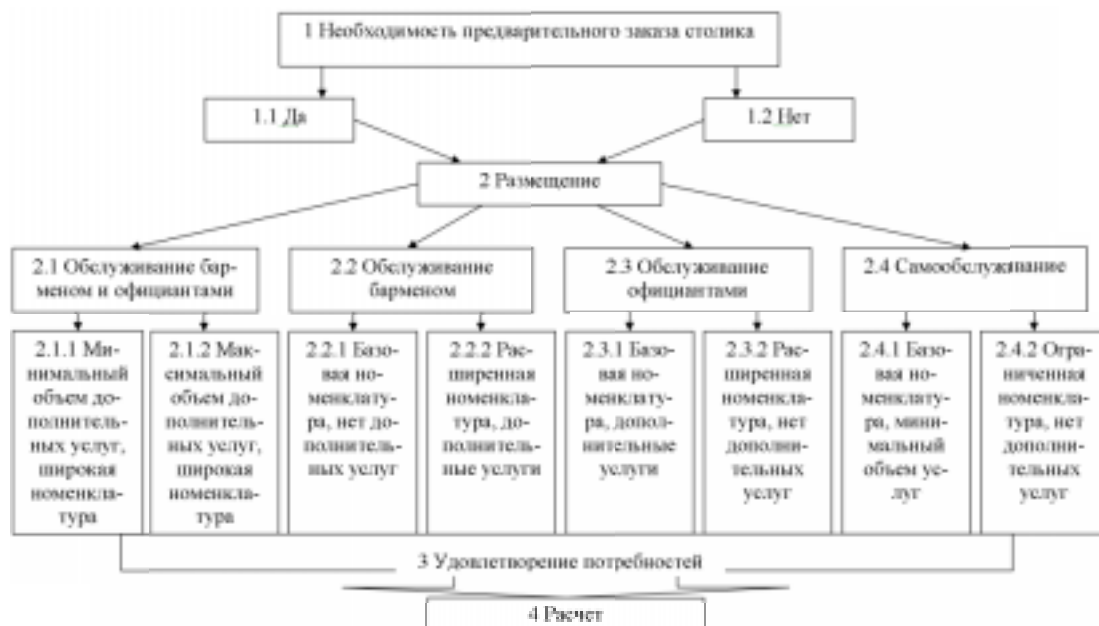 1 Необходимость предварительного заказа столика
1.1 Да
1.2 Нет
2 Размещение
2.1 Обслуживание бар-
меном и официантами
2.2 Обслуживание
барменом
2.3 Обслуживание
официантами
2.4 Самообслуживание
2.1.1 Ми-
нимальный
объем до-
полнитель-
ных услуг,
широкая
номенкла-
тура
2.1.2 Мак-
симальный
объем до-
полнитель-
ных услуг,
широкая
номенкла-
тура
2.2.1 Базо-
вая но-
менклату-
ра, нет до-
полнитель-
ных услуг
2.2.2 Рас-
ширенная
номенкла-
тура, до-
полнитель-
ные услуги
2.3.1 Базо-
вая но-
менклату-
ра, допол-
нительные
услуги
2.3.2 Рас-
ширенная
номенкла-
тура, нет
дополни-
тельных
услуг
2.4.1 Базо-
вая но-
менклату-
ра, мини-
мальный
объем ус-
луг
2.4.2 Огра-
ниченная
номенкла-
тура, нет
дополни-
тельных
услуг
3 Удовлетворение потребностей
4 Расчет